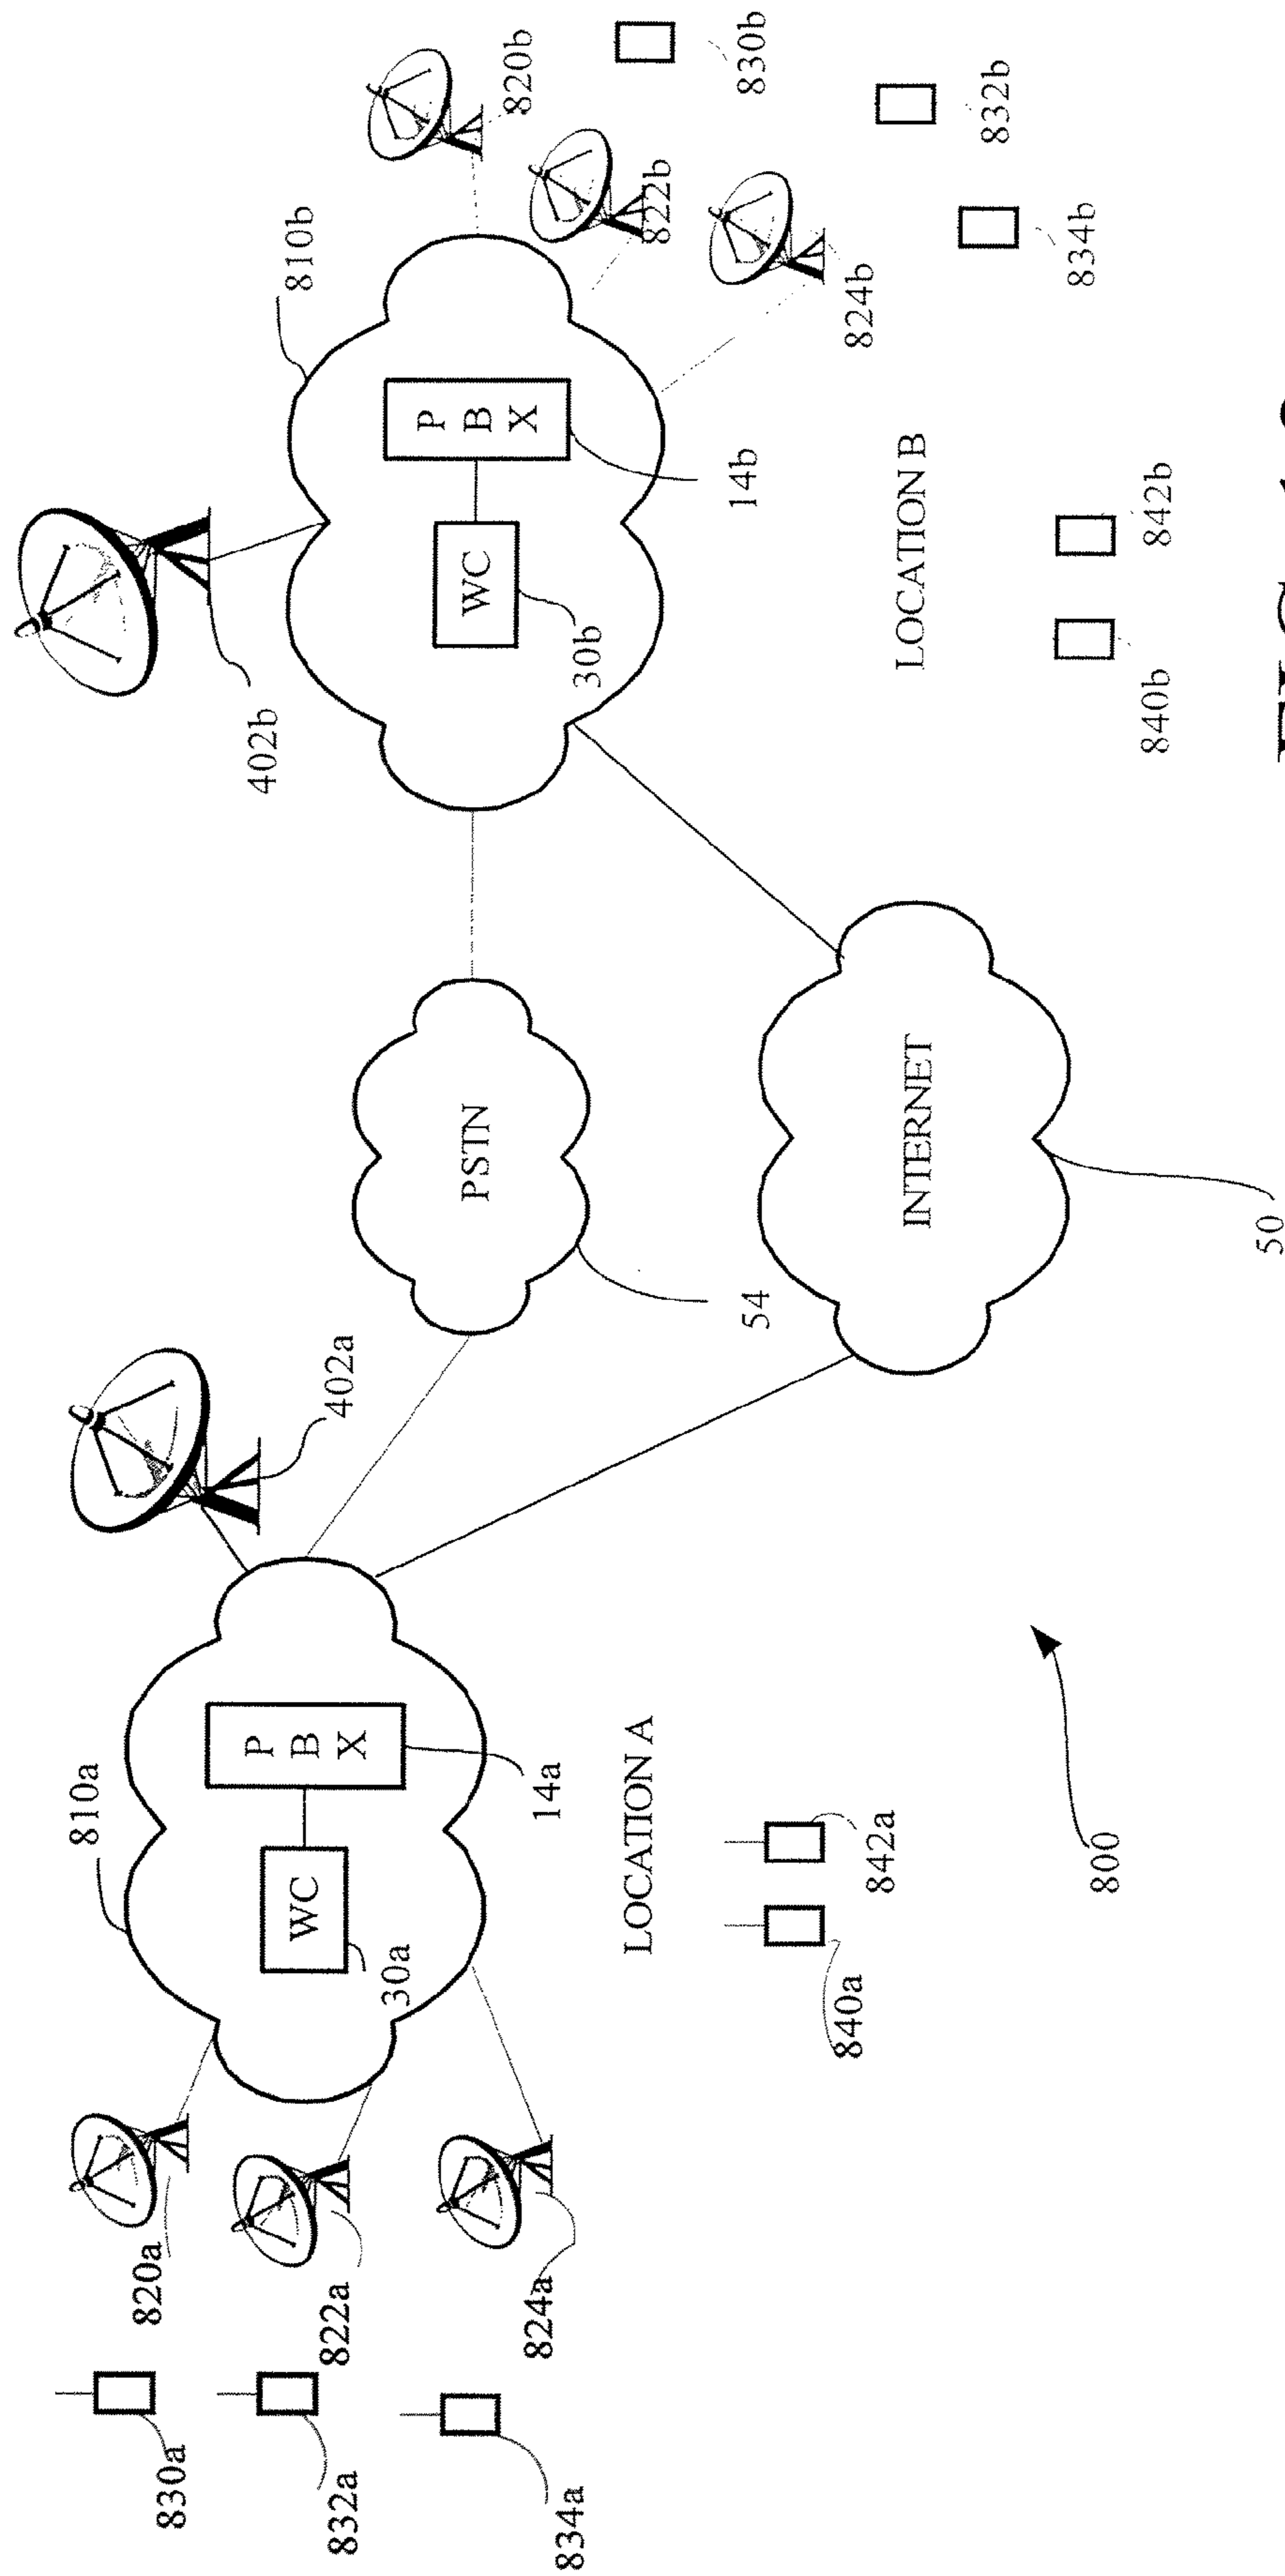 830a
832a
834a
820a
822a
824a
810a
WC
30a
P
B
X
14a
LOCATION A
840a
842a
800
402a
PSTN
54
INTERNET
50
402b
810b
WC
30b
P
B
X
14b
LOCATION B
840b
842b
820b
822b
824b
830b
832b
834b